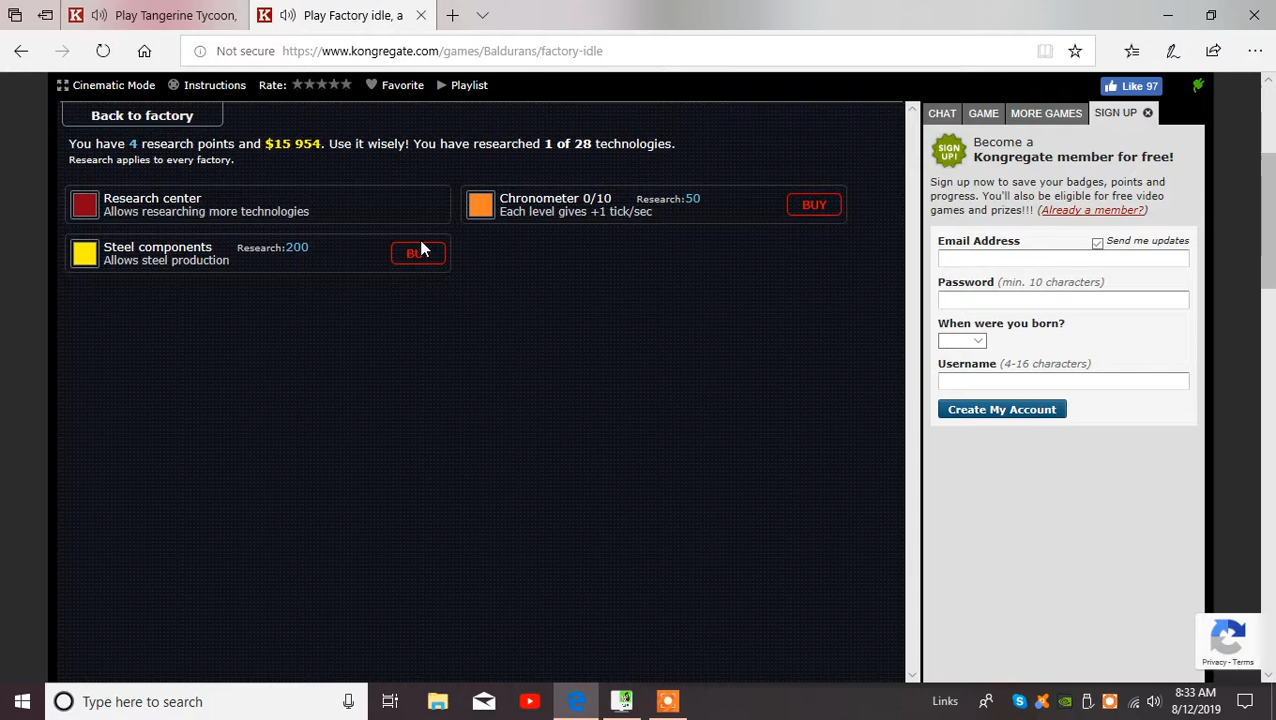 Play Tangerine Tycoon,
Play Factory idle, a
Not secure
https://www.kongregate.com/games/Baldurans/factory-idle
Cinematic Mode
Instructions
Rate:
Favorite
Playlist
Like 97
Back to factory
You have 4 research points and $15 954. Use it wisely! You have researched 1 of 28 technologies.
Research applies to every factory.
Research center
Allows researching more technologies
Chronometer 0/10 Research:50
Each level gives +1 tick/sec
BUY
Steel components Research:200
Allows steel production
CHAT GAME MORE GAMES SIGN UP
SIGN UP!
Become a
Kongregate member for free!
Sign up now to save your badges, points and
progress. You'll also be eligible for free video
games and prizes!!! (Already a member?)
Email Address
Send me updates
Password (min. 10 characters)
When were you born?
Username (4-16 characters)
Create My Account
Privacy - Terms
Type here to search
Links
8:33 AM
8/12/2019